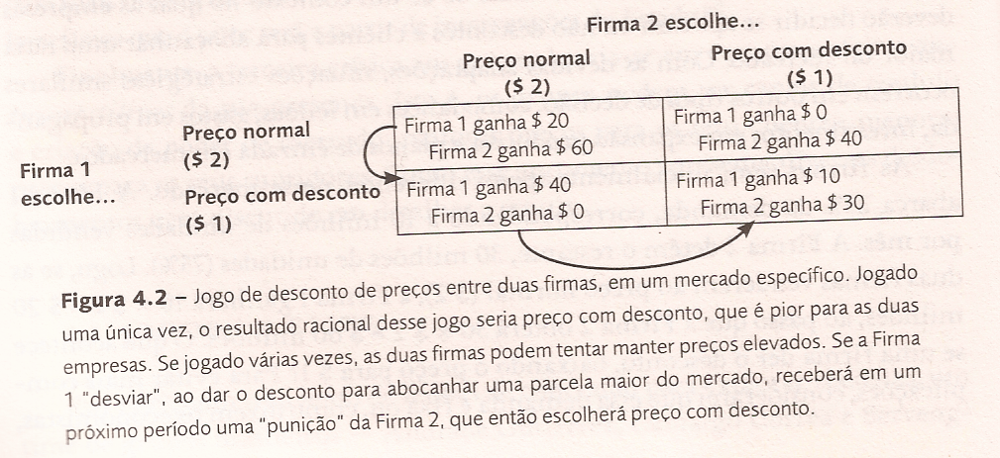 Firma 2 escolhe...
Preço normal
($ 2)
Preço com desconto
($ 1)
Firma 1
escolhe...
Preço normal
($ 2)
Firma 1 ganha $ 20
Firma 2 ganha $ 60
Firma 1 ganha $ 0
Firma 2 ganha $ 40
Preço com desconto
($ 1)
Firma 1 ganha $ 40
Firma 2 ganha $ 0
Firma 1 ganha $ 10
Firma 2 ganha $ 30
Figura 4.2 – Jogo de desconto de preços entre duas firmas, em um mercado específico. Jogado
uma única vez, o resultado racional desse jogo seria preço com desconto, que é pior para as duas
empresas. Se jogado várias vezes, as duas firmas podem tentar manter preços elevados. Se a Firma
1 "desviar", ao dar o desconto para abocanhar uma parcela maior do mercado, receberá em um
próximo período uma "punição" da Firma 2, que então escolherá preço com desconto.